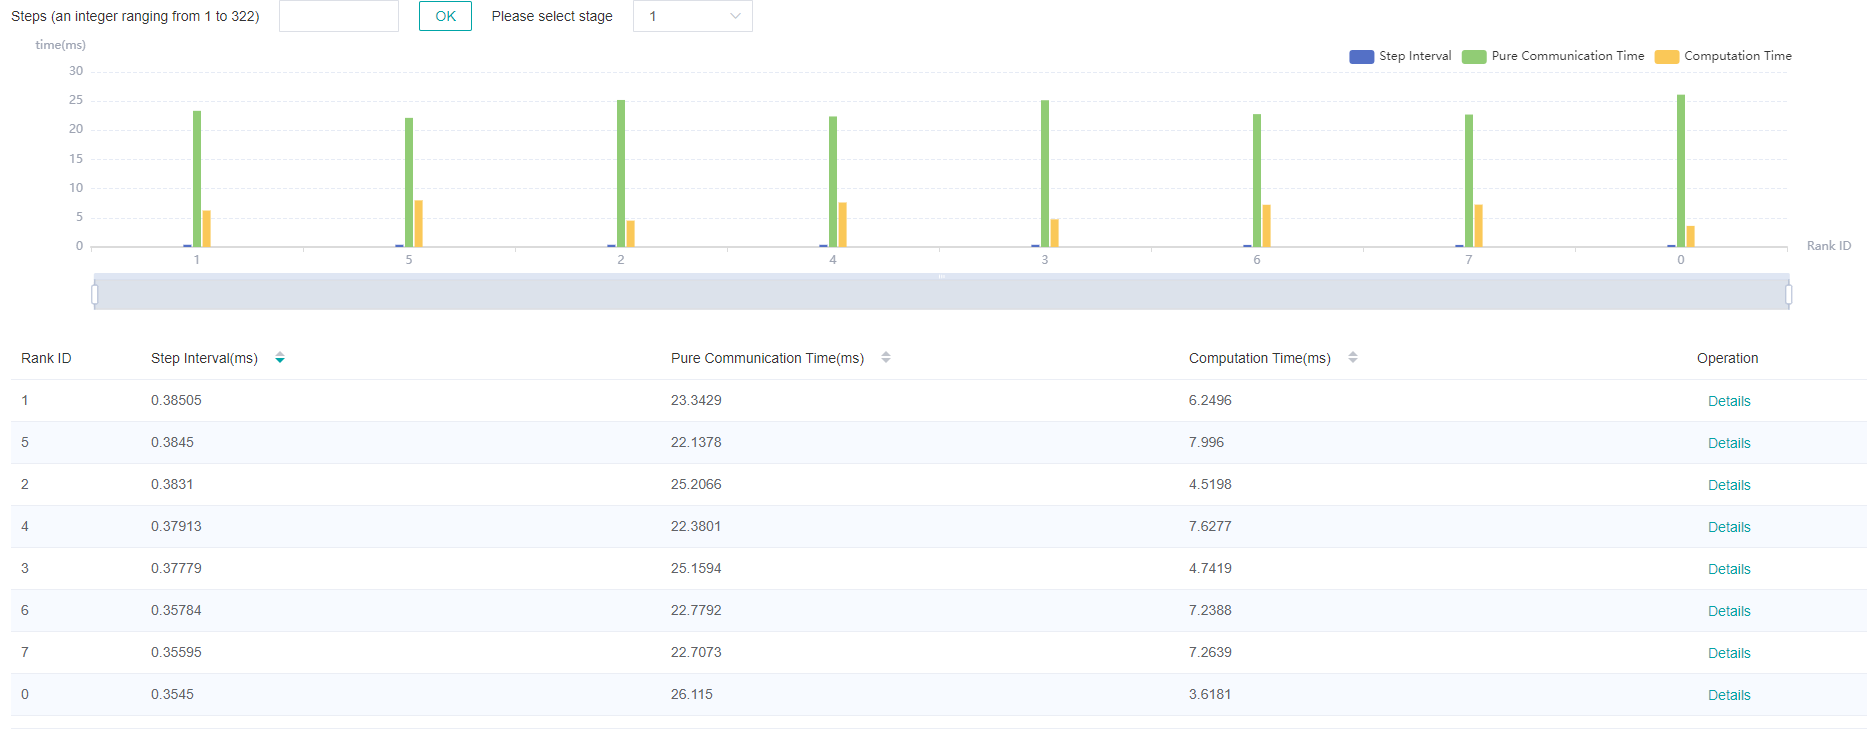 Steps (an integer ranging from 1 to 322) OK Please select stage 1
time(ms)
Step Interval Pure Communication Time Computation Time
30
25
20
15
10
5
0
1 5 2 4 3 6 7 0
Rank ID
Rank ID Step Interval(ms) Pure Communication Time(ms) Computation Time(ms) Operation
1 0.38505 23.3429 6.2496 Details
5 0.3845 22.1378 7.996 Details
2 0.3831 25.2066 4.5198 Details
4 0.37913 22.3801 7.6277 Details
3 0.37779 25.1594 4.7419 Details
6 0.35784 22.7792 7.2388 Details
7 0.35595 22.7073 7.2639 Details
0 0.3545 26.115 3.6181 Details